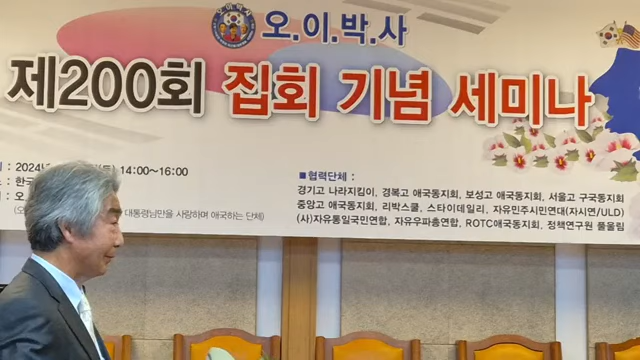 오.이.박.사
제200회 집회 기념 세미나
: 2024 14:00~16:00
: 한국
: 오.
대통령님만을 사랑하며 애국하는 단체)
■협력단체 :
경기고 나라지킴이, 경복고 애국동지회, 보성고 애국동지회, 서울고 구국동지회
중앙고 애국동지회, 리박스쿨, 스타이데일리, 자유민주시민연대(자시연/ULD)
(사)자유통일국민연합, 자유우파총연합, ROTC애국동지회, 정책연구원 풀울림